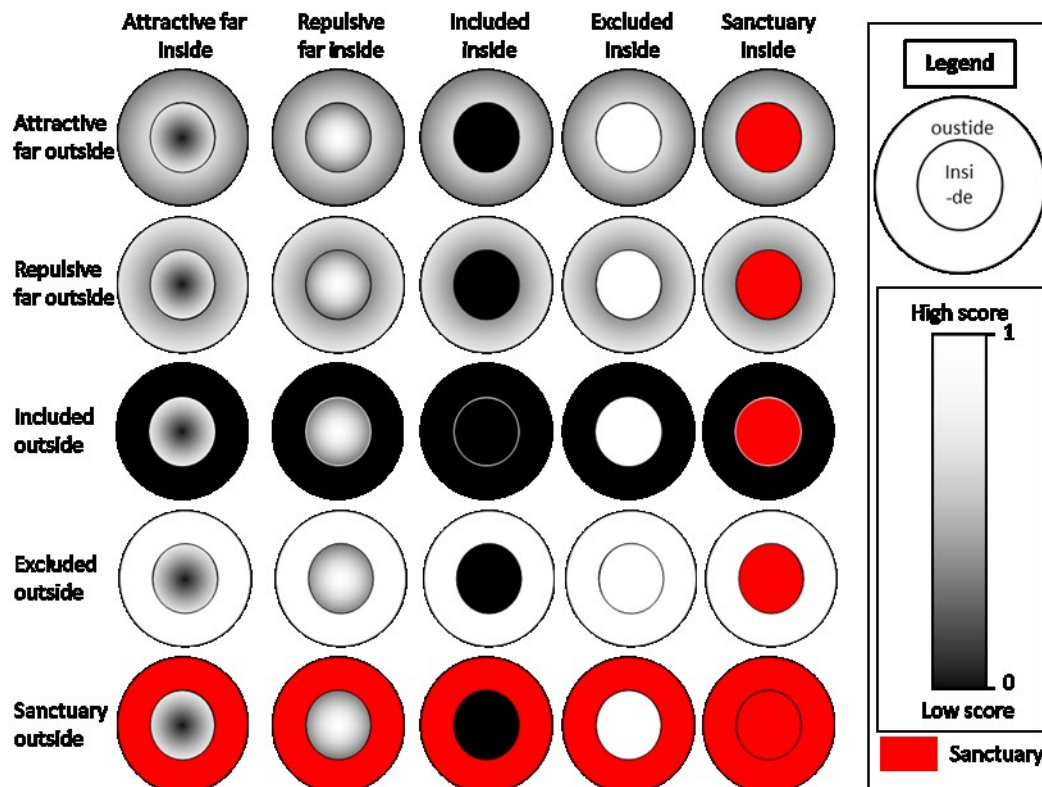 Attractive far
inside
Repulsive
far inside
Included
inside
Excluded
Inside
Sanctuary
Inside
Attractive
far outside
Repulsive
far outside
Included
outside
Excluded
outside
Sanctuary
outside
Legend
oustide
Insi
-de
High score
1
0
Low score
Sanctuary